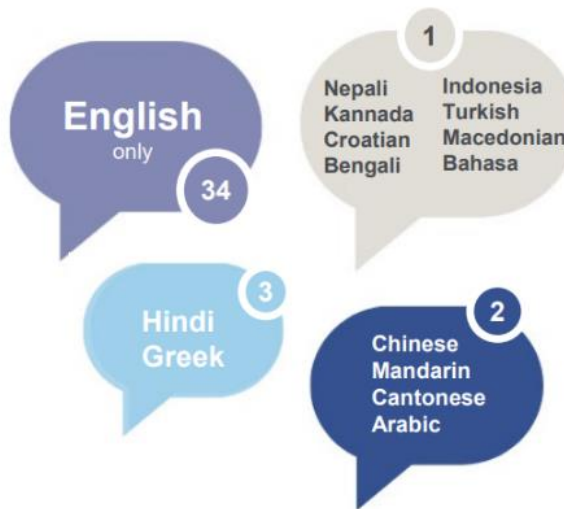 English
only
34
1
Nepali
Kannada
Croatian
Bengali
Indonesia
Turkish
Macedonian
Bahasa
3
Hindi
Greek
2
Chinese
Mandarin
Cantonese
Arabic